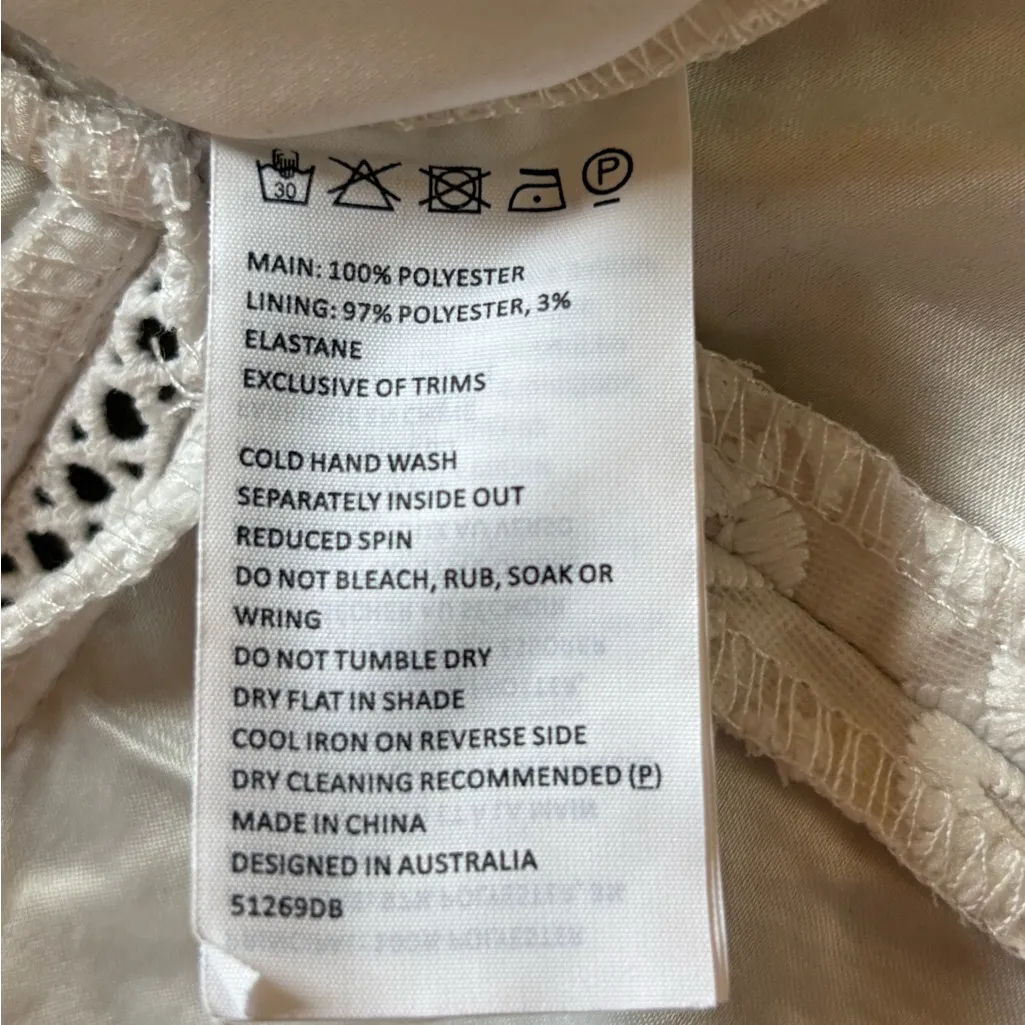 30
P
MAIN: 100% POLYESTER
LINING: 97% POLYESTER, 3%
ELASTANE
EXCLUSIVE OF TRIMS
COLD HAND WASH
SEPARATELY INSIDE OUT
REDUCED SPIN
DO NOT BLEACH, RUB, SOAK OR
WRING
DO NOT TUMBLE DRY
DRY FLAT IN SHADE
COOL IRON ON REVERSE SIDE
DRY CLEANING RECOMMENDED (P)
MADE IN CHINA
DESIGNED IN AUSTRALIA
51269DB